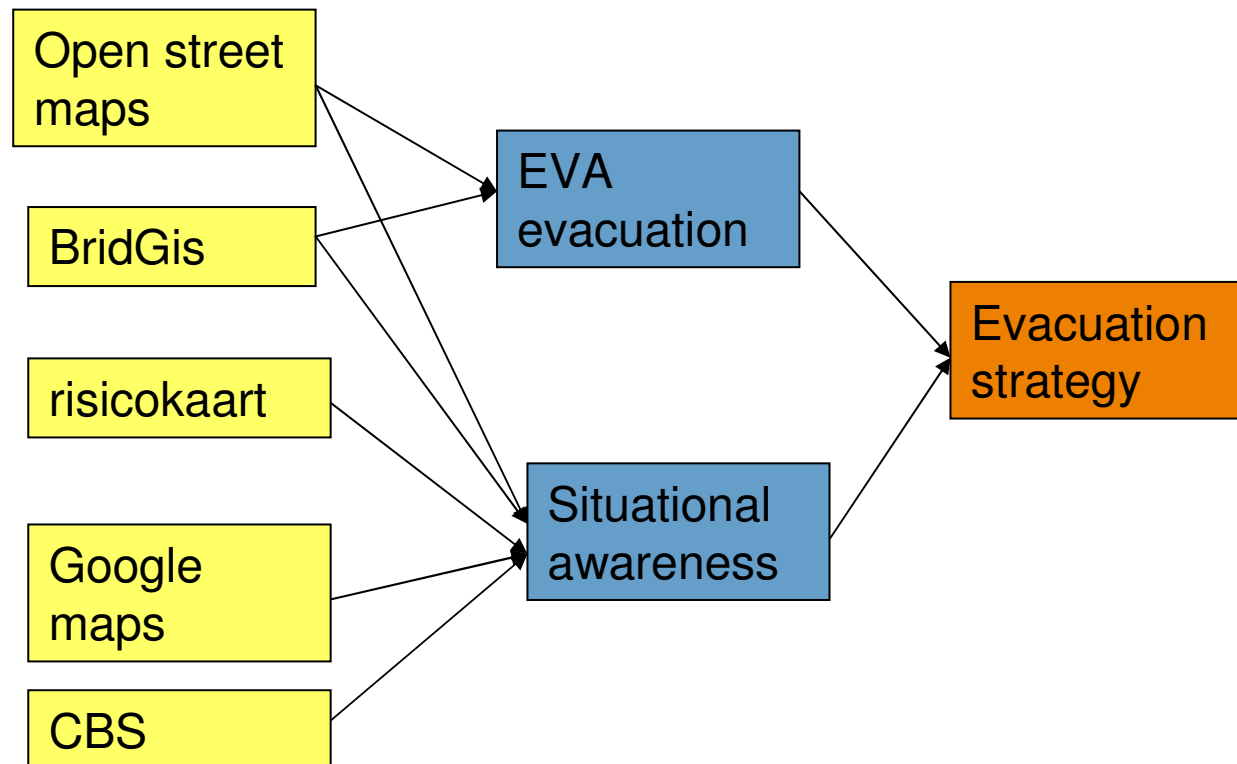 Open street
maps
BridGis
risicokaart
Google
maps
CBS
EVA
evacuation
Situational
awareness
Evacuation
strategy